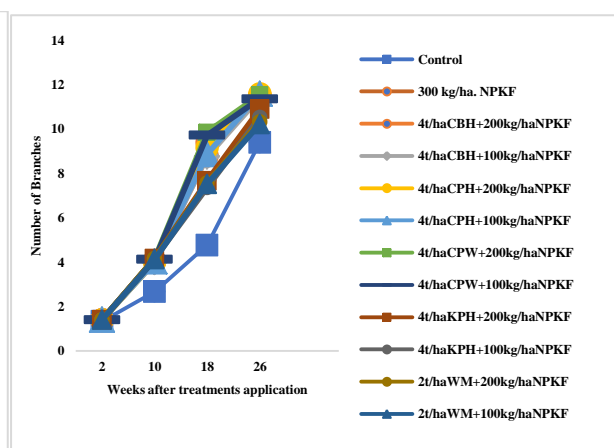 14
12
10
8
6
4
2
0
Number of Branches
2 10 18 26
Weeks after treatments application
Control
300 kg/ha. NPKF
4t/haCBH+200kg/haNPKF
4t/haCBH+100kg/haNPKF
4t/haCPH+200kg/haNPKF
4t/haCPH+100kg/haNPKF
4t/haCPW+200kg/haNPKF
4t/haCPW+100kg/haNPKF
4t/haKPH+200kg/haNPKF
4t/haKPH+100kg/haNPKF
2t/haWM+200kg/haNPKF
2t/haWM+100kg/haNPKF